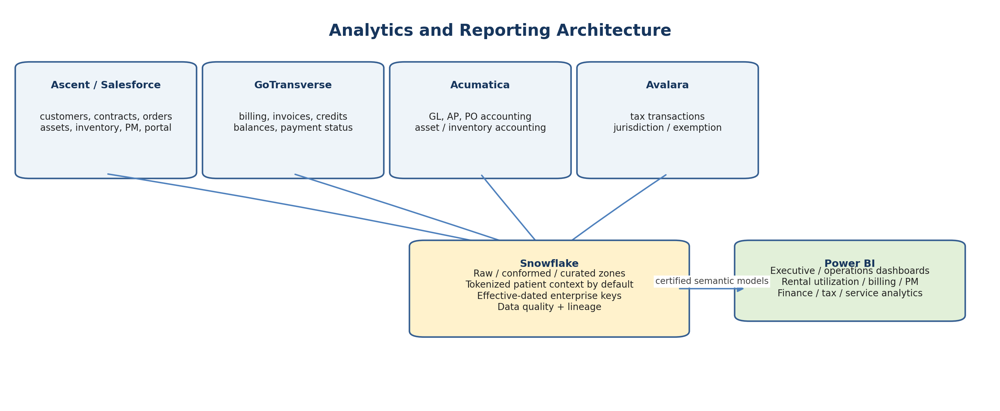 Analytics and Reporting Architecture
Ascent / Salesforce
customers, contracts, orders
assets, inventory, PM, portal
GoTransverse
billing, invoices, credits
balances, payment status
Acumatica
GL, AP, PO accounting
asset / inventory accounting
Avalara
tax transactions
jurisdiction / exemption
Snowflake
Raw / conformed / curated zones
Tokenized patient context by default
Effective-dated enterprise keys
Data quality + lineage
certified semantic models
Power BI
Executive / operations dashboards
Rental utilization / billing / PM
Finance / tax / service analytics